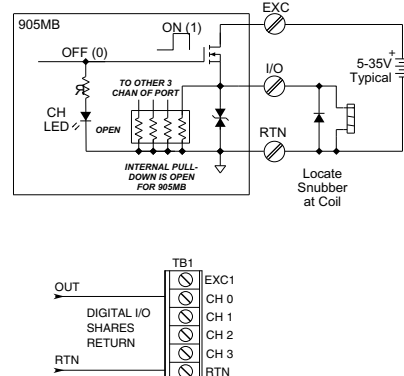 905MB
ON (1)
EXC
OFF (0)
I/O
+
5-35V
Typical
TO OTHER 3
CHAN OF PORT
CH
LED
OPEN
RTN
INTERNAL PULL-
DOWN IS OPEN
FOR 905MB
Locate
Snubber
at Coil
TB1
EXC1
OUT
CH 0
DIGITAL I/O
SHARES
RETURN
CH 1
CH 2
CH 3
RTN
RTN